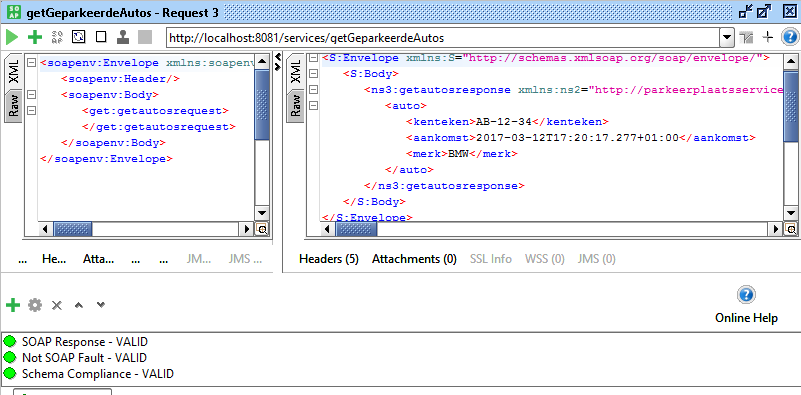 getGeparkeerdeAutos - Request 3
http://localhost:8081/services/getGeparkeerdeAutos
XML
Raw
<soapenv:Envelope xmlns:soapenv
<soapenv:Header/>
<soapenv:Body>
<get:getautosrequest>
</get:getautosrequest>
</soapenv:Body>
</soapenv:Envelope>
XML
Raw
<S:Envelope xmlns:S="http://schemas.xmlsoap.org/soap/envelope/">
<S:Body>
<ns3:getautosresponse xmlns:ns2="http://parkeerplaatsservice
<auto>
<kenteken>AB-12-34</kenteken>
<aankomst>2017-03-12T17:20:17.277+01:00</aankomst>
<merk>BMW</merk>
</auto>
</ns3:getautosresponse>
</S:Body>
</S:Envelope>
... He... Atta... ... ... JM... JMS ...
Headers (5) Attachments (0) SSL Info WSS (0) JMS (0)
Online Help
SOAP Response - VALID
Not SOAP Fault - VALID
Schema Compliance - VALID